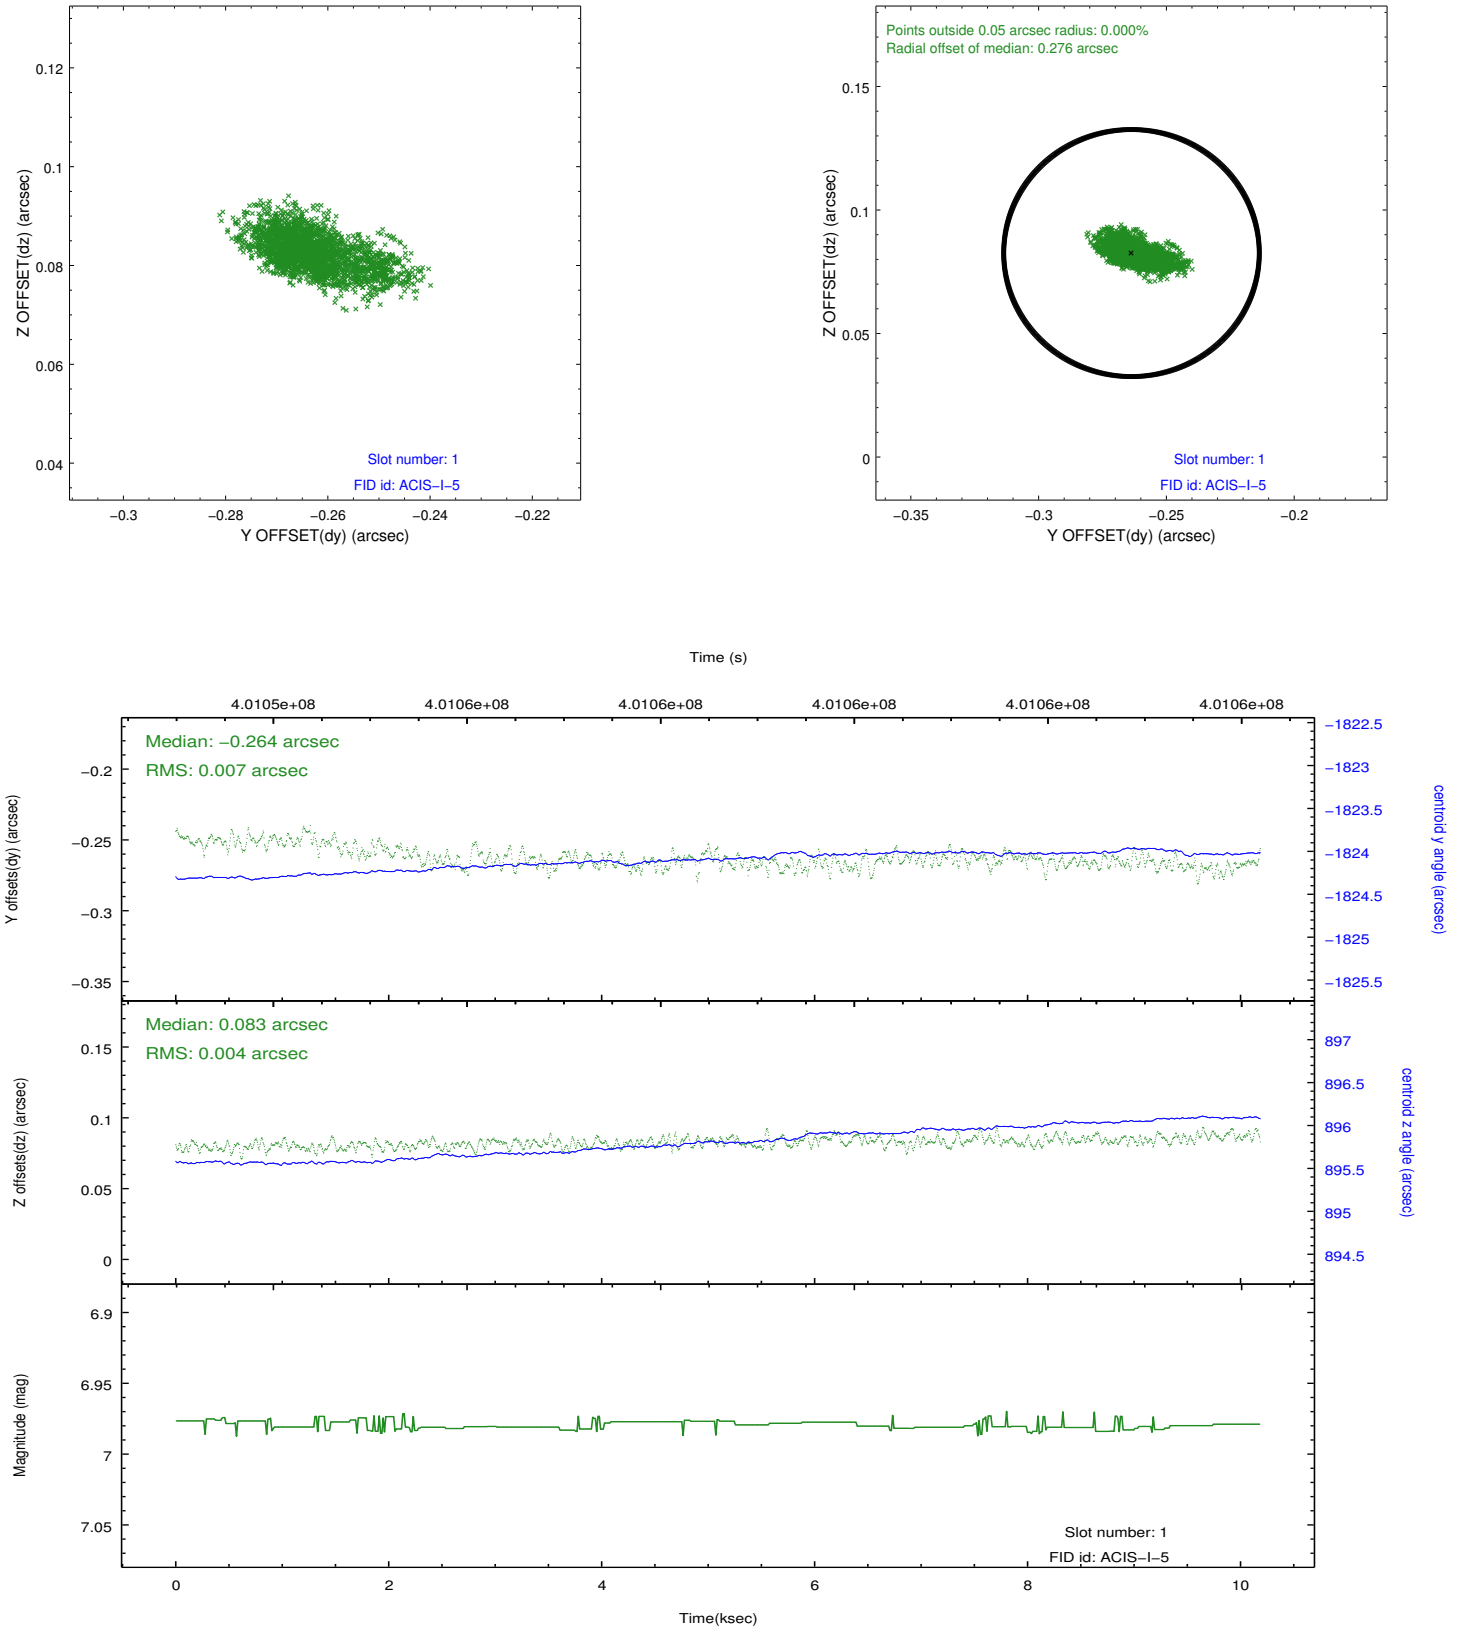 0.12
0.1
0.08
0.06
0.04
Z OFFSET(dz) (arcsec)
Slot number: 1
FID id: ACIS−I−5
−0.3 −0.28 −0.26 −0.24 −0.22
Y OFFSET(dy) (arcsec)
Points outside 0.05 arcsec radius: 0.000%
Radial offset of median: 0.276 arcsec
0.15
0.1
0.05
0
Z OFFSET(dz) (arcsec)
Slot number: 1
FID id: ACIS−I−5
−0.35 −0.3 −0.25 −0.2
Y OFFSET(dy) (arcsec)
Time (s)
4.0105e+08 4.0106e+08 4.0106e+08 4.0106e+08 4.0106e+08 4.0106e+08
Median: −0.264 arcsec
RMS: 0.007 arcsec
−0.2
−0.25
−0.3
−0.35
Y offsets(dy) (arcsec)
−1822.5
−1823
−1823.5
−1824
−1824.5
−1825
−1825.5
centroid y angle (arcsec)
Median: 0.083 arcsec
RMS: 0.004 arcsec
0.15
0.1
0.05
0
Z offsets(dz) (arcsec)
897
896.5
896
895.5
895
894.5
centroid z angle (arcsec)
6.9
6.95
7
7.05
Magnitude (mag)
Slot number: 1
FID id: ACIS−I−5
0 2 4 6 8 10
Time(ksec)